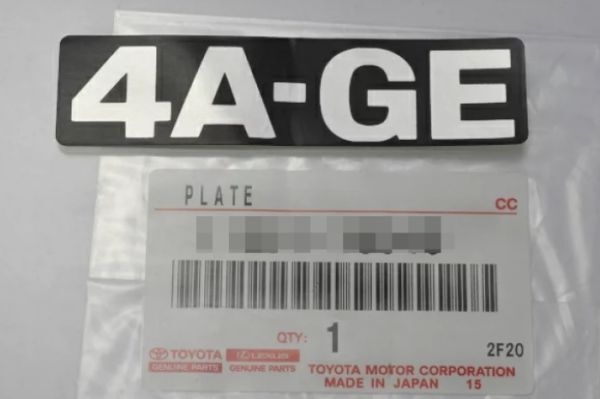 4A-GE
PLATE
CC
QTY: 1
2F20
TOYOTA LEXUS
GENUINE PARTS GENUINE PARTS
TOYOTA MOTOR CORPORATION
MADE IN JAPAN 15